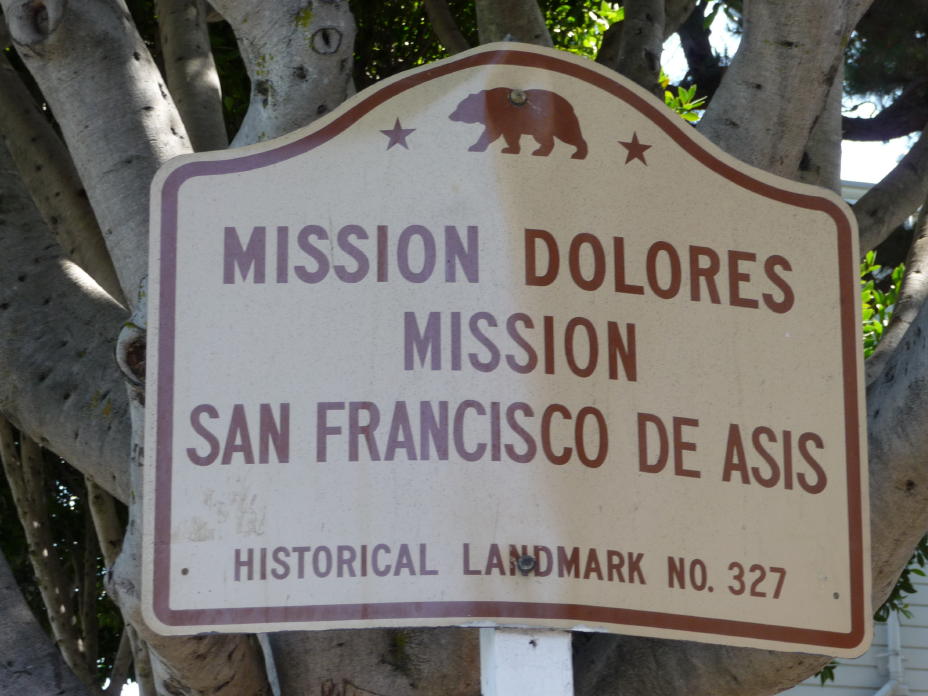 MISSION DOLORES
MISSION
SAN FRANCISCO DE ASIS
HISTORICAL LANDMARK NO. 327